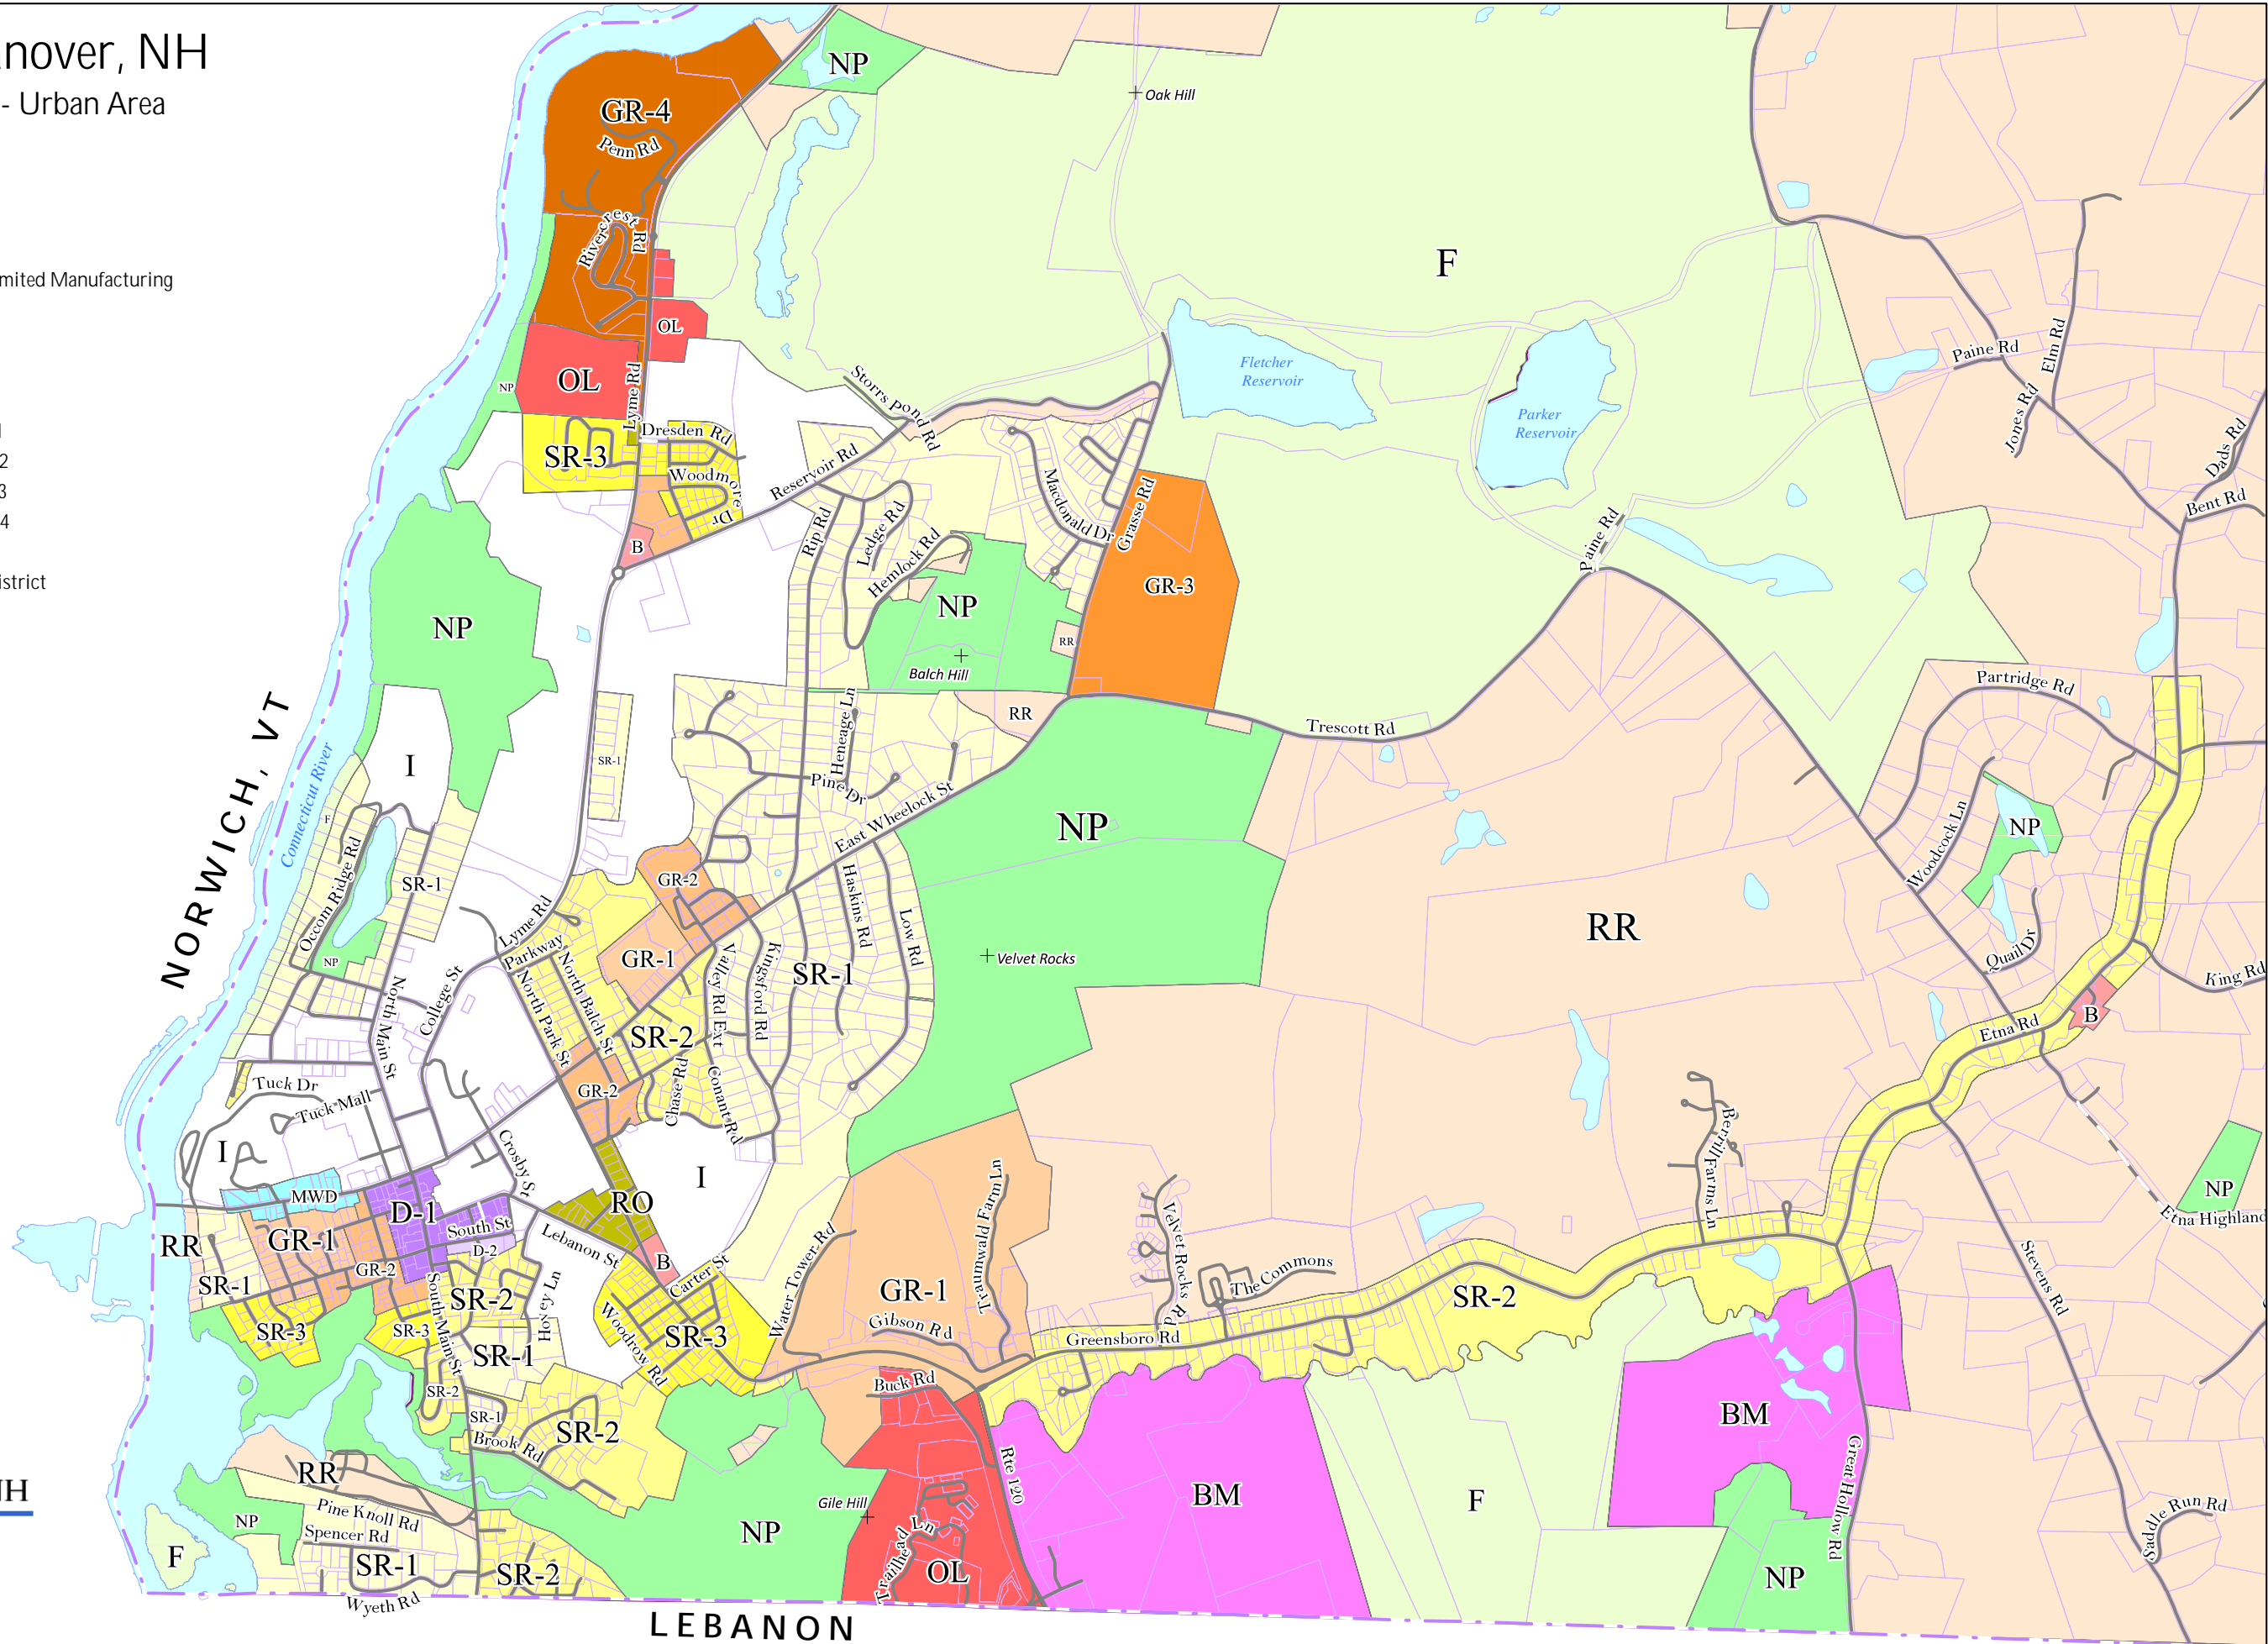 nover, NH
- Urban Area
mited Manufacturing
1
2
3
4
istrict
NH
NORWICH, VT
LEBANON
Connecticut River
GR-4
Penn Rd
Rivercrest Rd
NP
Oak Hill
F
OL
OL
NP
Lyme Rd
SR-3
Dresden Rd
Woodmore Dr
B
Storrs Pond Rd
Reservoir Rd
Fletcher
Reservoir
Parker
Reservoir
Paine Rd
Elm Rd
Jones Rd
Dads Rd
Bent Rd
Rip Rd
Ledge Rd
Hemlock Rd
Macdonald Dr
Grasse Rd
GR-3
Paine Rd
NP
NP
RR
Balch Hill
Partridge Rd
RR
Trescott Rd
Heneage Ln
I
SR-1
Pine Dr
East Wheelock St
NP
Woodcock Ln
NP
F
Occom Ridge Rd
SR-1
GR-2
Haskins Rd
Low Rd
RR
Lyme Rd
Parkway
GR-1
Valley Rd Ext
Kingsford Rd
SR-1
Velvet Rocks
Quail Dr
King Rd
NP
North Main St
College St
North Park St
North Balch St
SR-2
Etna Rd
B
Tuck Dr
Tuck Mall
GR-2
Chase Rd
Conant Rd
Berrill Farms Ln
I
Crosby St
I
MWD
D-1
RO
NP
Etna Highland
RR
GR-1
South St
D-2
Lebanon St
B
Water Tower Rd
Trumwald Farm Ln
Velvet Rocks Rd
Stevens Rd
SR-1
GR-2
South Main St
SR-2
Hovey Ln
Carter St
GR-1
The Commons
SR-2
SR-3
SR-3
SR-1
Woodrow Rd
SR-3
Gibson Rd
Greensboro Rd
SR-2
Buck Rd
SR-1
SR-2
Brook Rd
BM
RR
Rte 120
BM
Great Hollow Rd
Gile Hill
F
Saddle Run Rd
NP
Pine Knoll Rd
Spencer Rd
NP
F
SR-1
SR-2
Trailhead Ln
OL
NP
Wyeth Rd